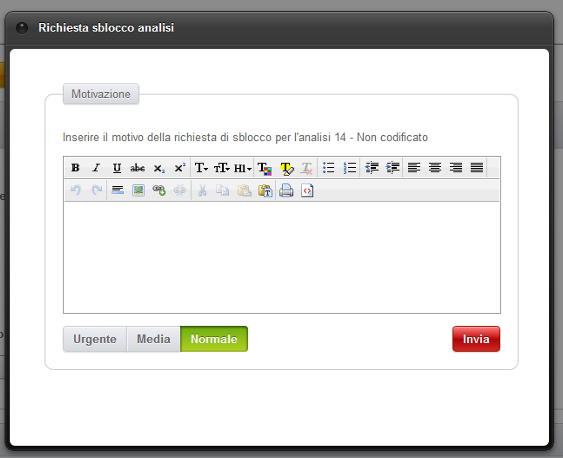 Richiesta sblocco analisi
Motivazione
Inserire il motivo della richiesta di sblocco per l'analisi 14 - Non codificato
B I U abc x₂ x² T T H1 T T T
Urgente Media Normale Invia